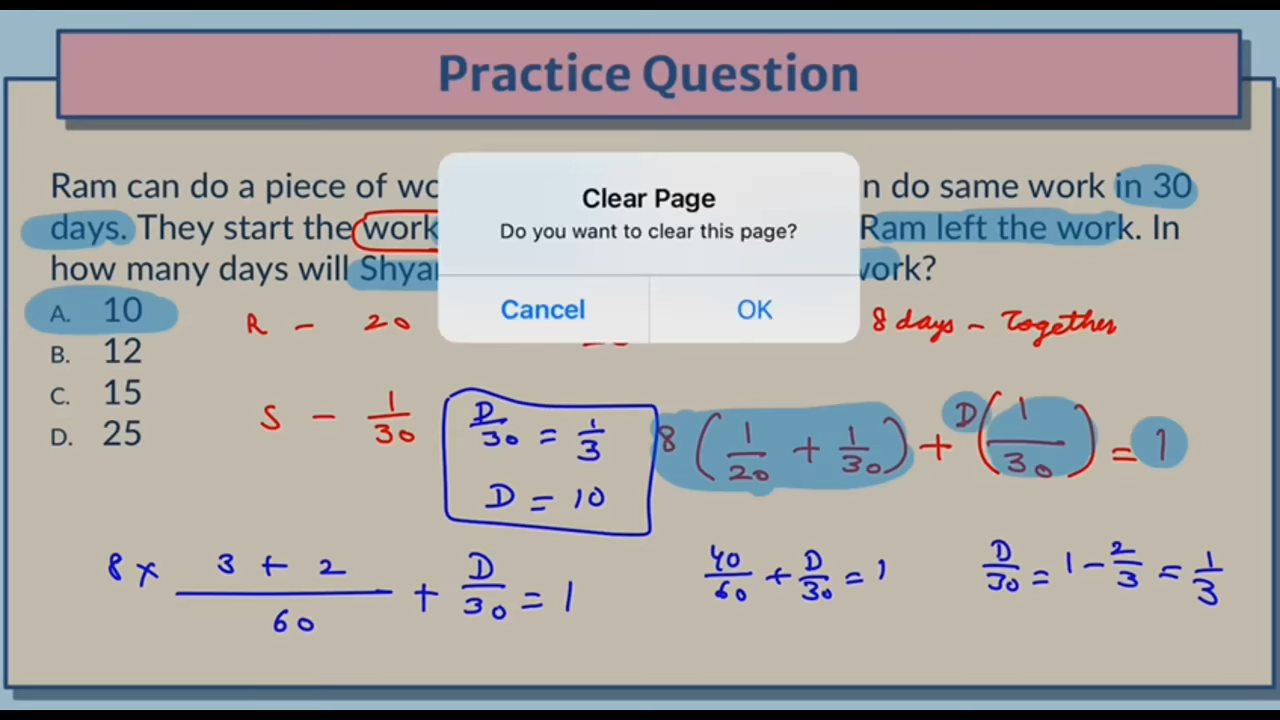 Practice Question
Ram can do a piece of n do same work in 30
days. They start the work Ram left the work. In
how many days will work?
A. 10
B. 12
C. 15
D. 25
Clear Page
Do you want to clear this page?
Cancel OK
R - 20 8 days - Together
S - 1/30
D/30 = 1/3
D = 10
8 (1/20 + 1/30) + D(1/30) = 1
8 x 3 + 2/60 + D/30 = 1
40/60 + D/30 = 1
D/30 = 1 - 2/3 = 1/3